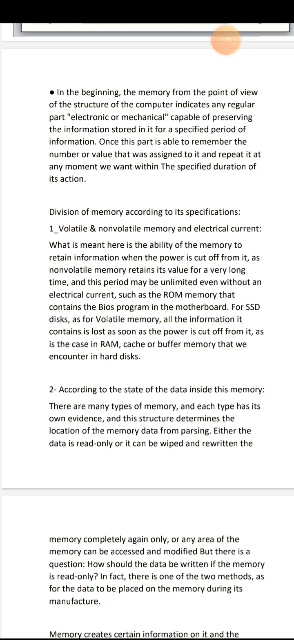 ● In the beginning, the memory from the point of view
of the structure of the computer indicates any regular
part "electronic or mechanical" capable of preserving
the information stored in it for a specified period of
information. Once this part is able to remember the
number or value that was assigned to it and repeat it at
any moment we want within The specified duration of
its action.
Division of memory according to its specifications:
1_Volatile & nonvolatile memory and electrical current:
What is meant here is the ability of the memory to
retain information when the power is cut off from it, as
nonvolatile memory retains its value for a very long
time, and this period may be unlimited even without an
electrical current, such as the ROM memory that
contains the Bios program in the motherboard. For SSD
disks, as for Volatile memory, all the information it
contains is lost as soon as the power is cut off from it, as
is the case in RAM, cache or buffer memory that we
encounter in hard disks.
2- According to the state of the data inside this memory:
There are many types of memory, and each type has its
own evidence, and this structure determines the
location of the memory data from parsing. Either the
data is read-only or it can be wiped and rewritten the
memory completely again only, or any area of the
memory can be accessed and modified But there is a
question: How should the data be written if the memory
is read-only? In fact, there is one of the two methods, as
for the data to be placed on the memory during its
manufacture.
Memory creates certain information on it and the